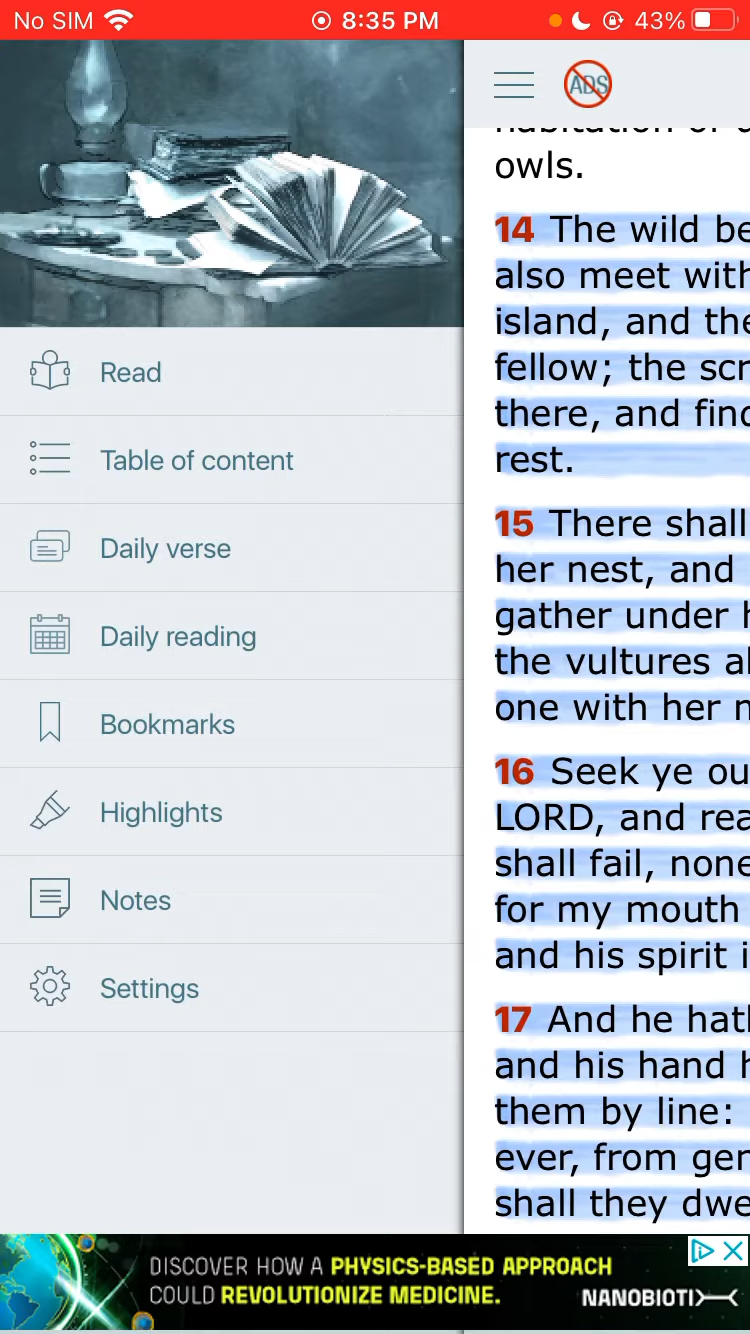 No SIM 8:35 PM 43%
ADS
owls.
14 The wild be
also meet with
island, and the
fellow; the scr
there, and find
rest.
15 There shall
her nest, and
gather under h
the vultures al
one with her m
16 Seek ye ou
LORD, and rea
shall fail, none
for my mouth
and his spirit i
17 And he hath
and his hand h
them by line:
ever, from gen
shall they dwe
Read
Table of content
Daily verse
Daily reading
Bookmarks
Highlights
Notes
Settings
DISCOVER HOW A PHYSICS-BASED APPROACH
COULD REVOLUTIONIZE MEDICINE.
NANOBIOTIX